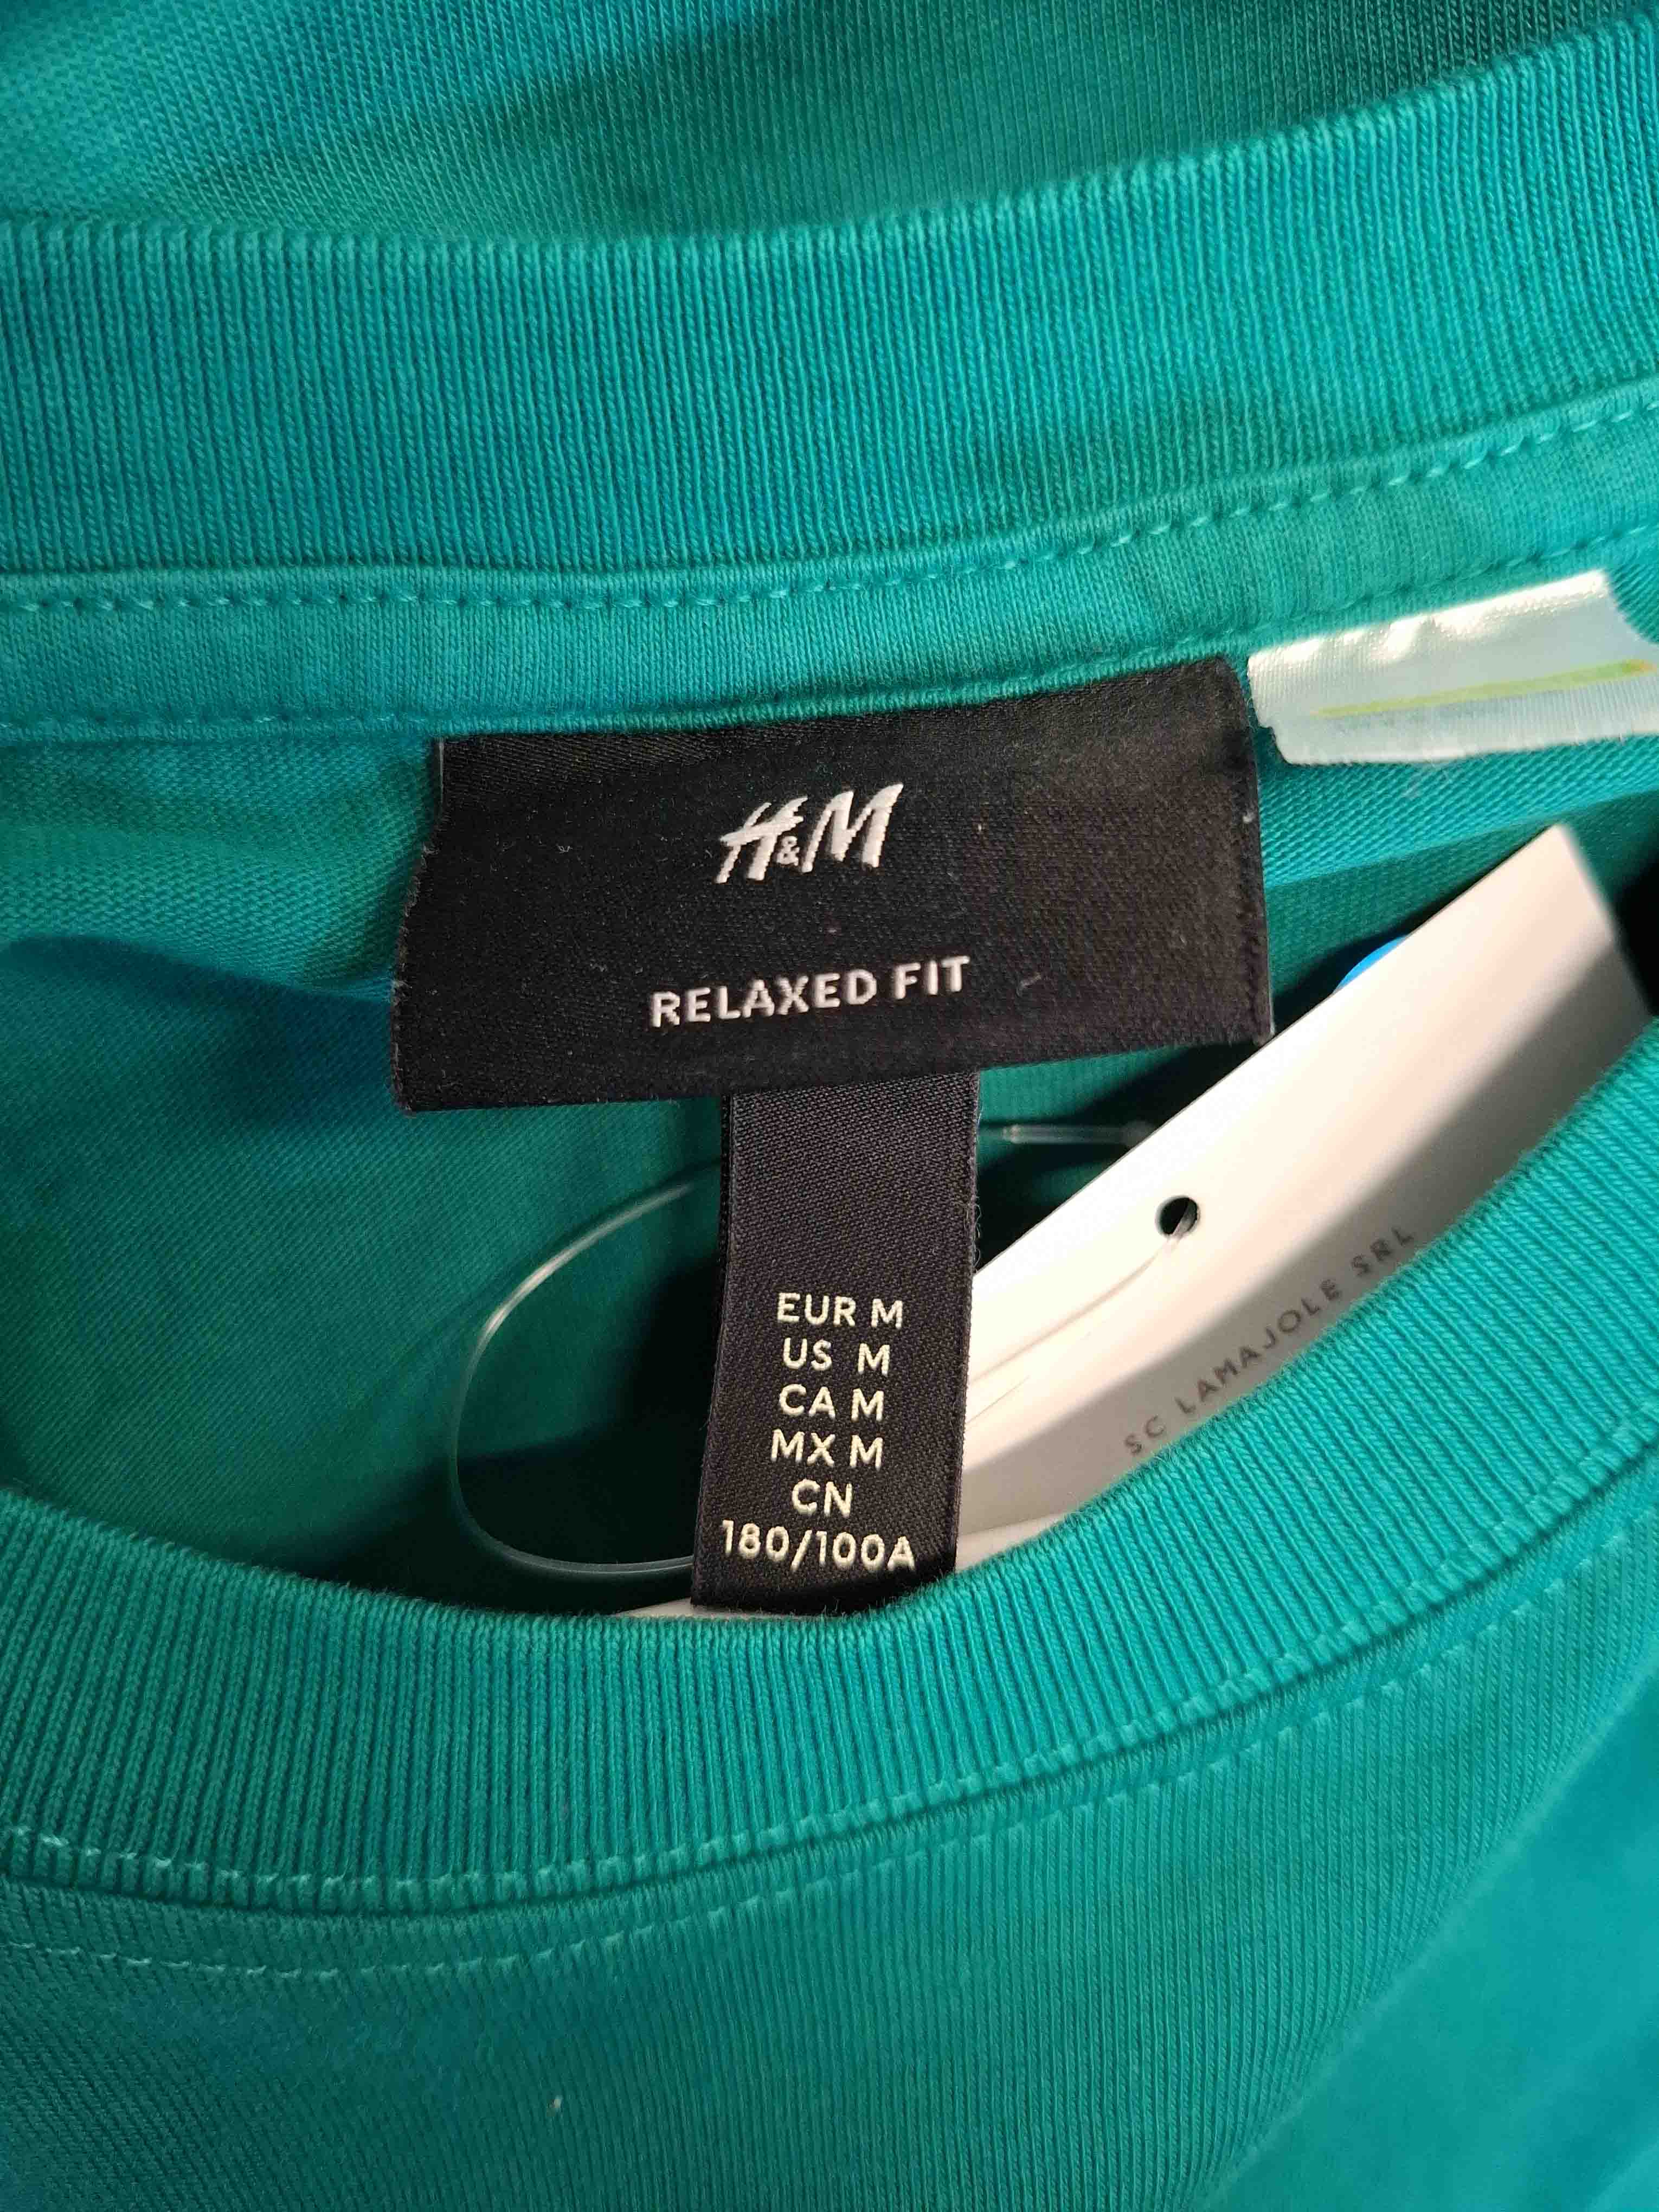 H&M
RELAXED FIT
EUR M
US M
CA M
MX M
CN
180/100A
SC LAMAJOLE SRL